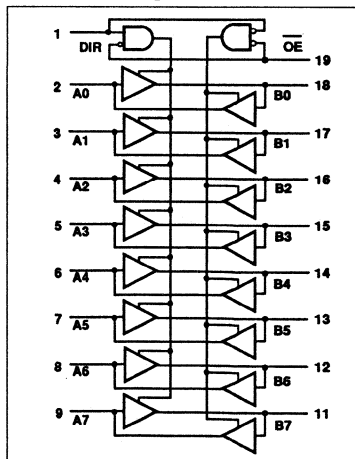 1 DIR OE 19
2 A0 B0 18
3 A1 B1 17
4 A2 B2 16
5 A3 B3 15
6 A4 B4 14
7 A5 B5 13
8 A6 B6 12
9 A7 B7 11